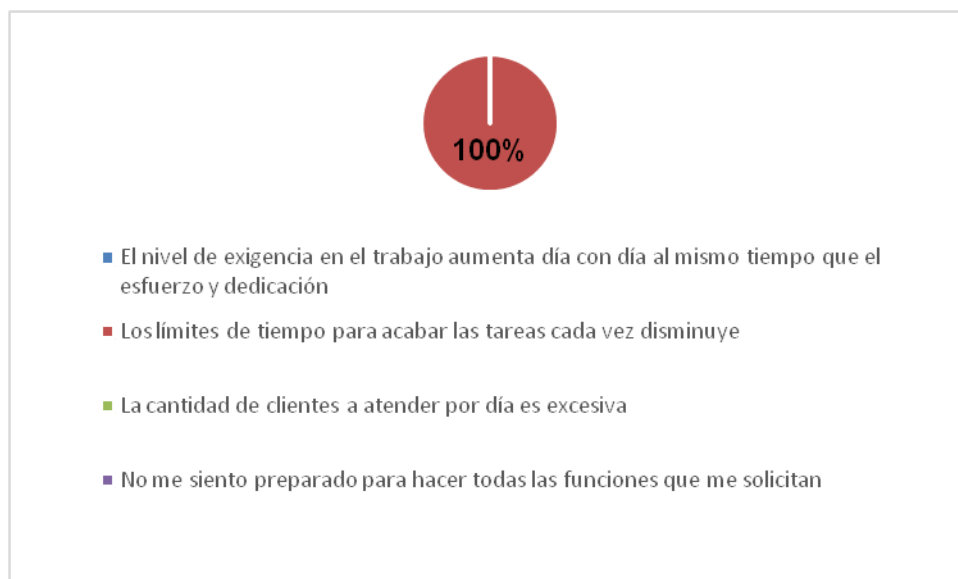 100%
El nivel de exigencia en el trabajo aumenta día con día al mismo tiempo que el
esfuerzo y dedicación
Los límites de tiempo para acabar las tareas cada vez disminuye
La cantidad de clientes a atender por día es excesiva
No me siento preparado para hacer todas las funciones que me solicitan